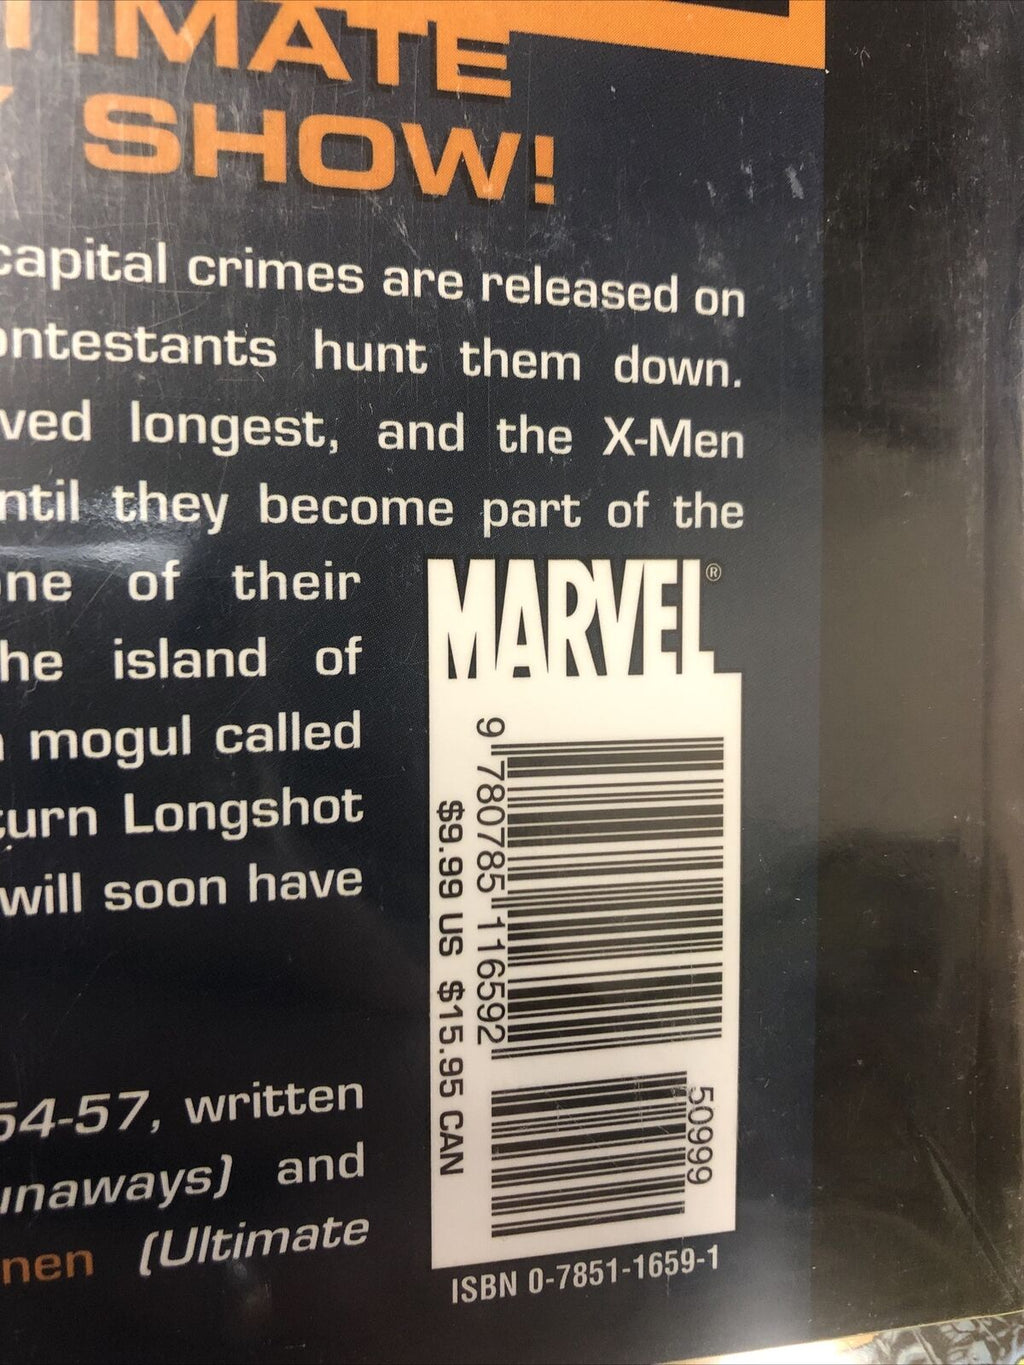 TIMATE
SHOW!
capital crimes are released on
ontestants hunt them down.
ved longest, and the X-Men
ntil they become part of the
ne of their
he island of
mogul called
turn Longshot
will soon have
MARVEL®
9 780785 116592
$9.99 US $15.95 CAN
50999
54-57, written
unaways) and
nen (Ultimate
ISBN 0-7851-1659-1